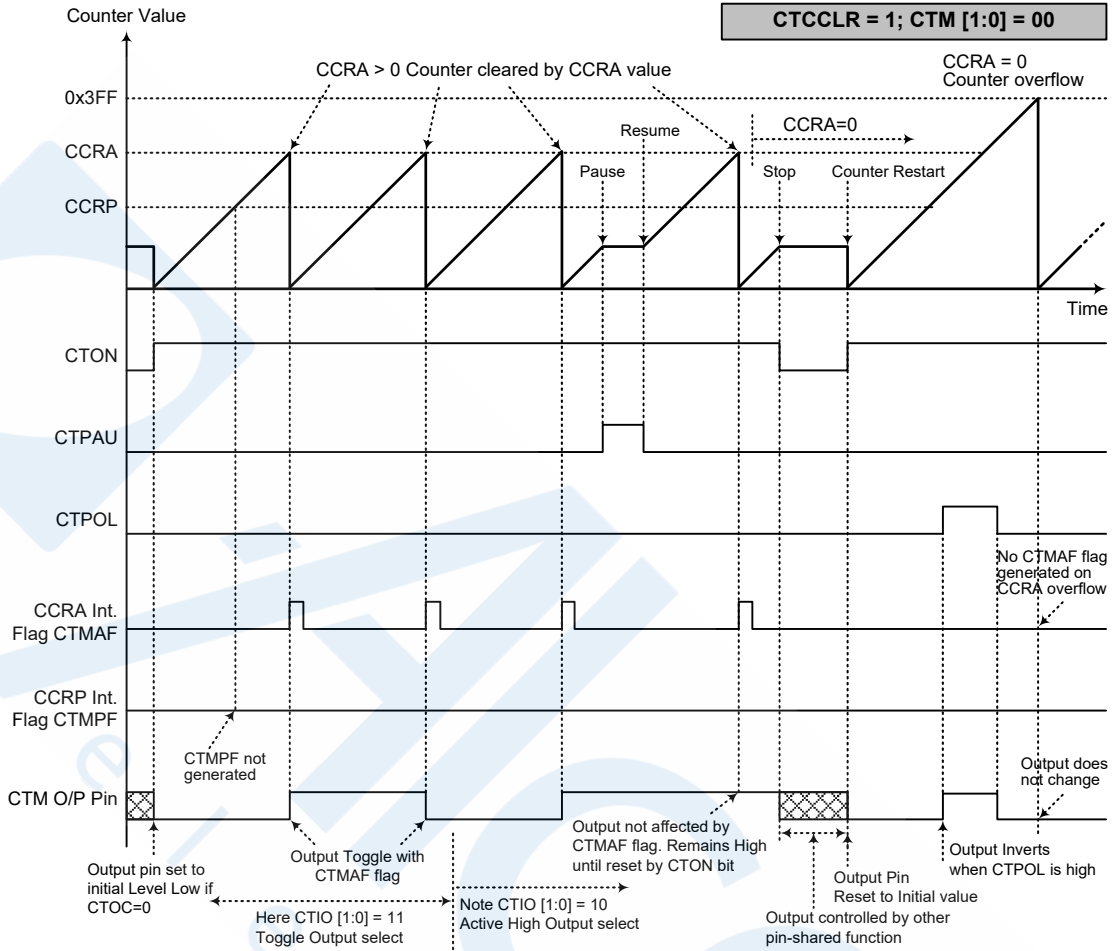 Counter Value
CTCCLR = 1; CTM [1:0] = 00
CCRA > 0 Counter cleared by CCRA value
CCRA = 0
Counter overflow
0x3FF
Resume
CCRA=0
CCRA
Pause
Stop
Counter Restart
CCRP
Time
CTON
CTPAU
CTPOL
No CTMAF flag
generated on
CCRA overflow
CCRA Int.
Flag CTMAF
CCRP Int.
Flag CTMPF
CTMPF not
generated
Output does
not change
CTM O/P Pin
Output pin set to
initial Level Low if
CTOC=0
Output Toggle with
CTMAF flag
Output not affected by
CTMAF flag. Remains High
until reset by CTON bit
Output Inverts
when CTPOL is high
Output Pin
Reset to Initial value
Here CTIO [1:0] = 11
Toggle Output select
Note CTIO [1:0] = 10
Active High Output select
Output controlled by other
pin-shared function